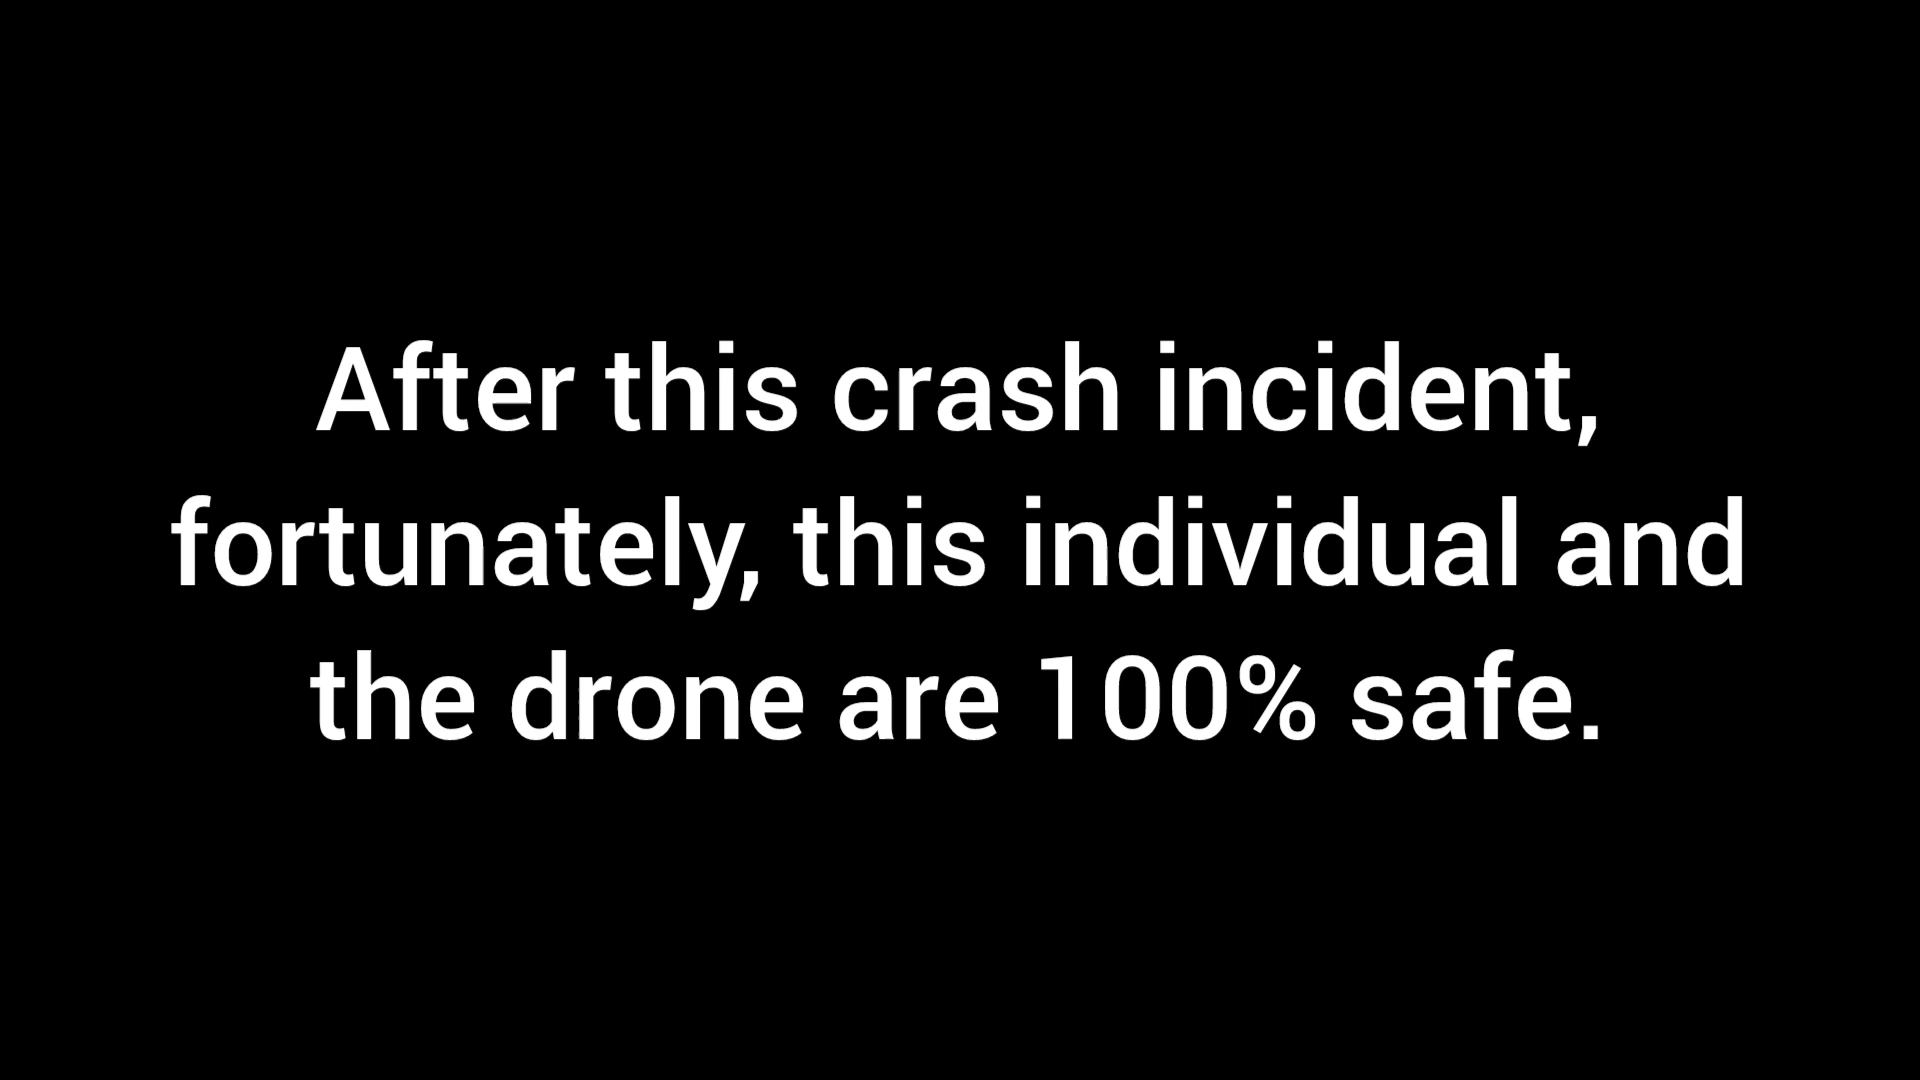 After this crash incident,
fortunately, this individual and
the drone are 100% safe.